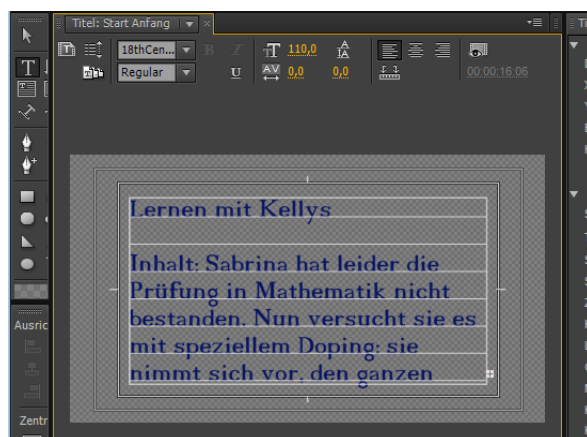 Titel: Start Anfang
Ti
18thCen...
B
I
T
110,0
Regular
U
AV
0,0
0,0
00:00:16:06
Lernen mit Kellys
Inhalt: Sabrina hat leider die
Prüfung in Mathematik nicht
bestanden. Nun versucht sie es
mit speziellem Doping: sie
nimmt sich vor, den ganzen
Ausric
Zentr